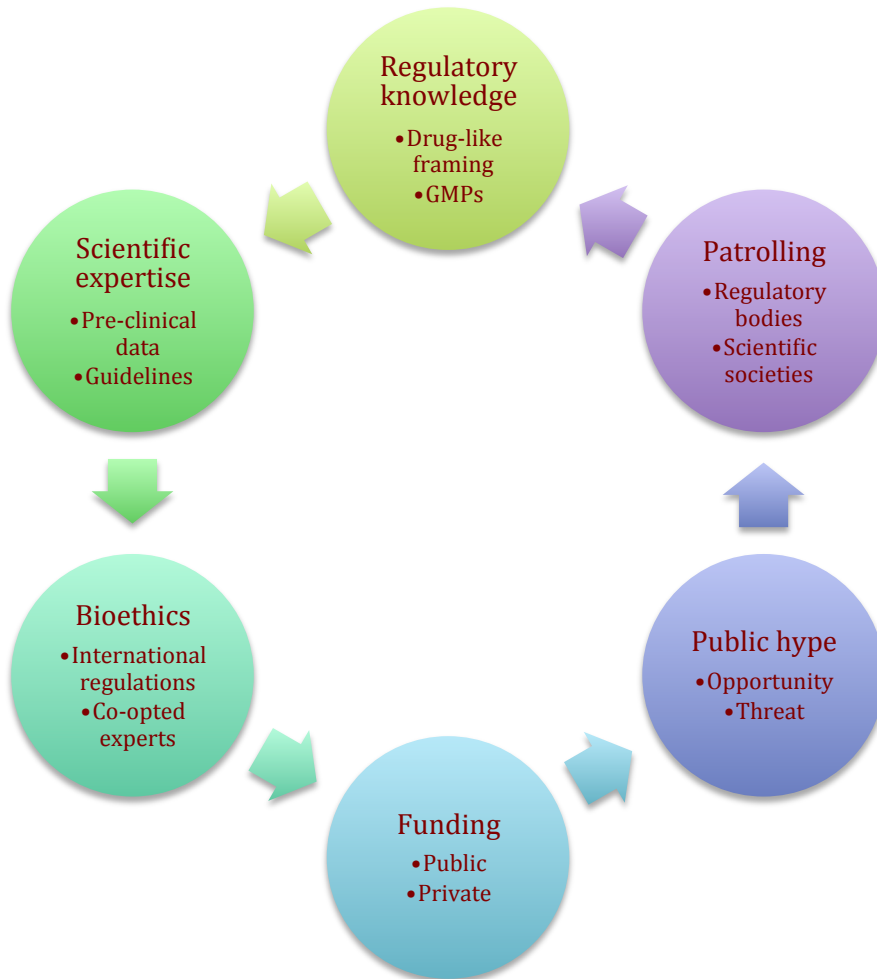 Regulatory
knowledge
•Drug-like
framing
•GMPs
Scientific
expertise
•Pre-clinical
data
•Guidelines
Patrolling
•Regulatory
bodies
•Scientific
societies
Bioethics
•International
regulations
•Co-opted
experts
Public hype
•Opportunity
•Threat
Funding
•Public
•Private